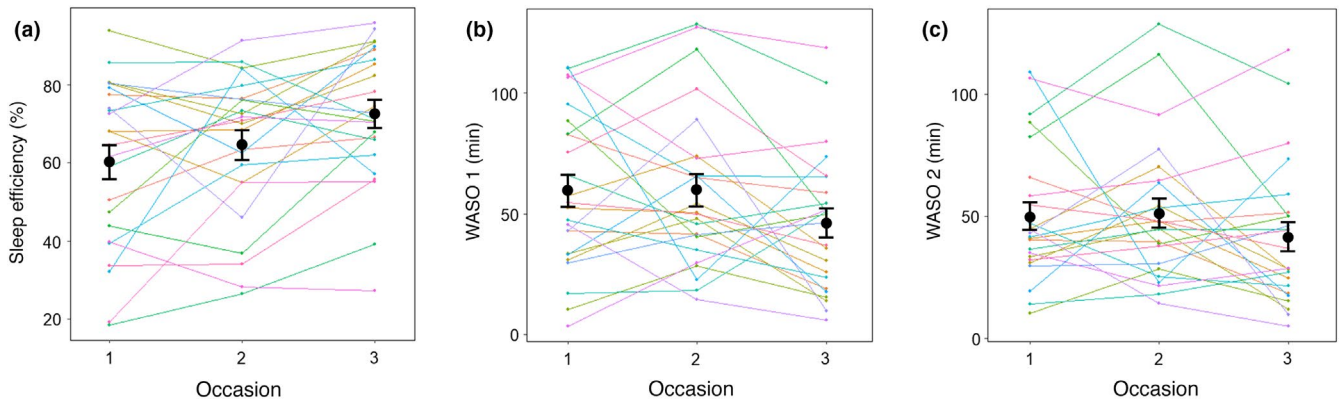 (a)
Sleep efficiency (%)
80
60
40
20
1 2 3
Occasion
(b)
WASO 1 (min)
100
50
0
1 2 3
Occasion
(c)
WASO 2 (min)
100
50
0
1 2 3
Occasion